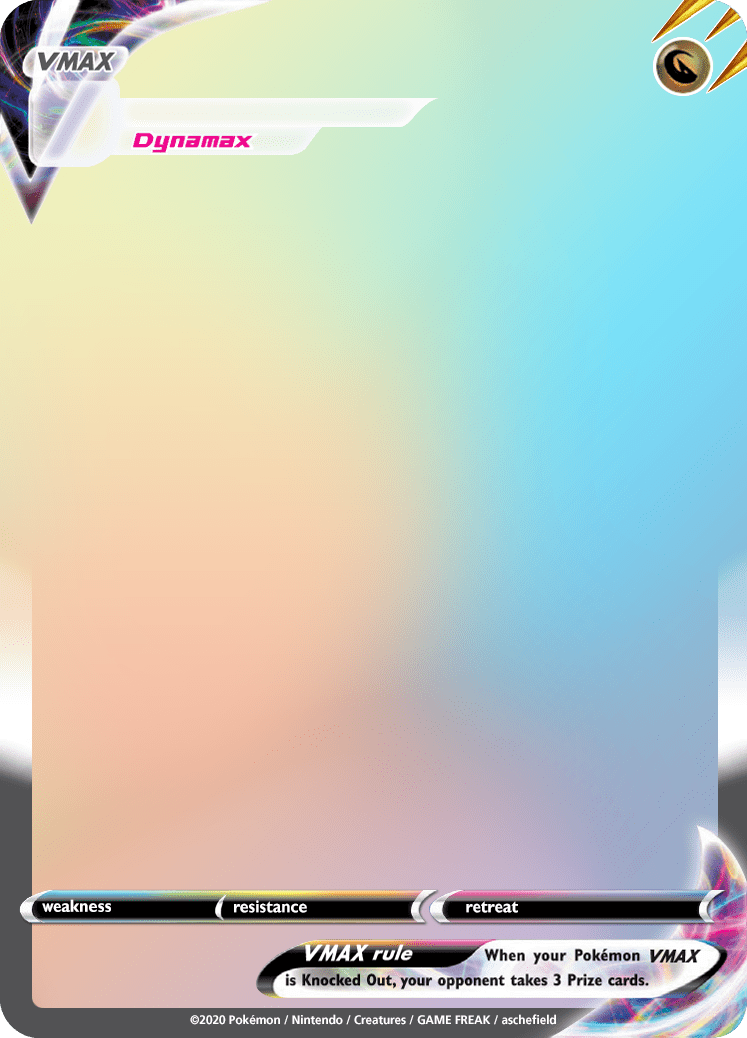 VMAX
Dynamax
weakness resistance retreat
VMAX rule When your Pokémon VMAX
is Knocked Out, your opponent takes 3 Prize cards.
©2020 Pokémon / Nintendo / Creatures / GAME FREAK / aschefield